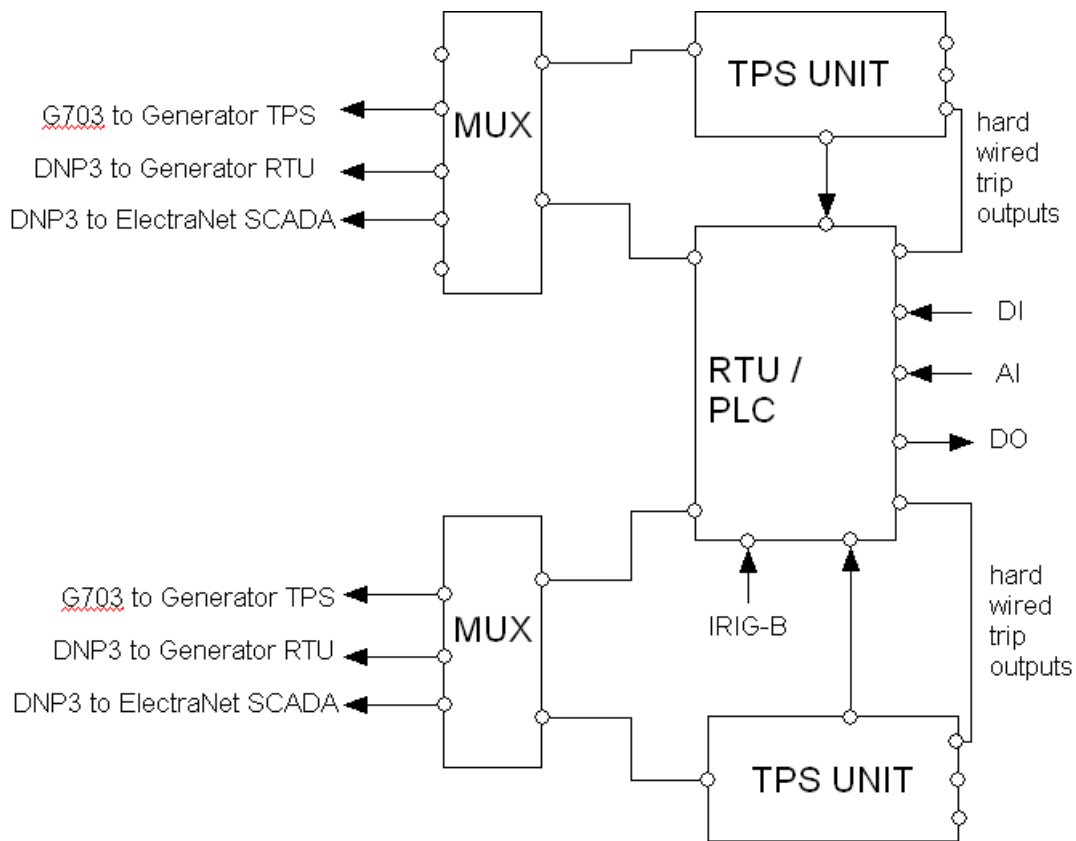 TPS UNIT
MUX
G703 to Generator TPS
DNP3 to Generator RTU
DNP3 to ElectraNet SCADA
hard
wired
trip
outputs
DI
AI
DO
RTU /
PLC
IRIG-B
G703 to Generator TPS
DNP3 to Generator RTU
DNP3 to ElectraNet SCADA
MUX
hard
wired
trip
outputs
TPS UNIT